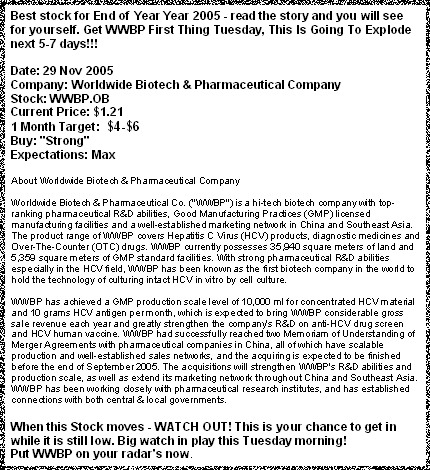 Best stock for End of Year Year 2005 - read the story and you will see
for yourself. Get WWBP First Thing Tuesday, This Is Going To Explode
next 5-7 days!!!
Date: 29 Nov 2005
Company: Worldwide Biotech & Pharmaceutical Company
Stock: WWBP.OB
Current Price: $1.21
1 Month Target: $4-$6
Buy: "Strong"
Expectations: Max
About Worldwide Biotech & Pharmaceutical Company
Worldwide Biotech & Pharmaceutical Co. ("WWBP") is a hi-tech biotech company with top-
ranking pharmaceutical R&D abilities, Good Manufacturing Practices (GMP) licensed
manufacturing facilities and a well-established marketing network in China and Southeast Asia.
The product range of WWBP covers Hepatitis C Virus (HCV) products, diagnostic medicines and
Over-The-Counter (OTC) drugs. WWBP currently possesses 35,940 square meters of land and
5,359 square meters of GMP standard facilities. With strong pharmaceutical R&D abilities
especially in the HCV field, WWBP has been known as the first biotech company in the world to
hold the technology of culturing intact HCV in vitro by cell culture.
WWBP has achieved a GMP production scale level of 10,000 ml for concentrated HCV material
and 10 grams HCV antigen per month, which is expected to bring WWBP considerable gross
sale revenue each year and greatly strengthen the company's R&D on anti-HCV drug screen
and HCV human vaccine. WWBP had successfully reached two Memoriam of Understanding of
Merger Agreements with pharmaceutical companies in China, all of which have scalable
production and well-established sales networks, and the acquiring is expected to be finished
before the end of September 2005. The acquisitions will strengthen WWBP's R&D abilities and
production scale, as well as extend its marketing network throughout China and Southeast Asia.
WWBP has been working closely with pharmaceutical research institutes, and has established
connections with both central & local governments.
When this Stock moves - WATCH OUT! This is your chance to get in
while it is still low. Big watch in play this Tuesday morning!
Put WWBP on your radar's now.